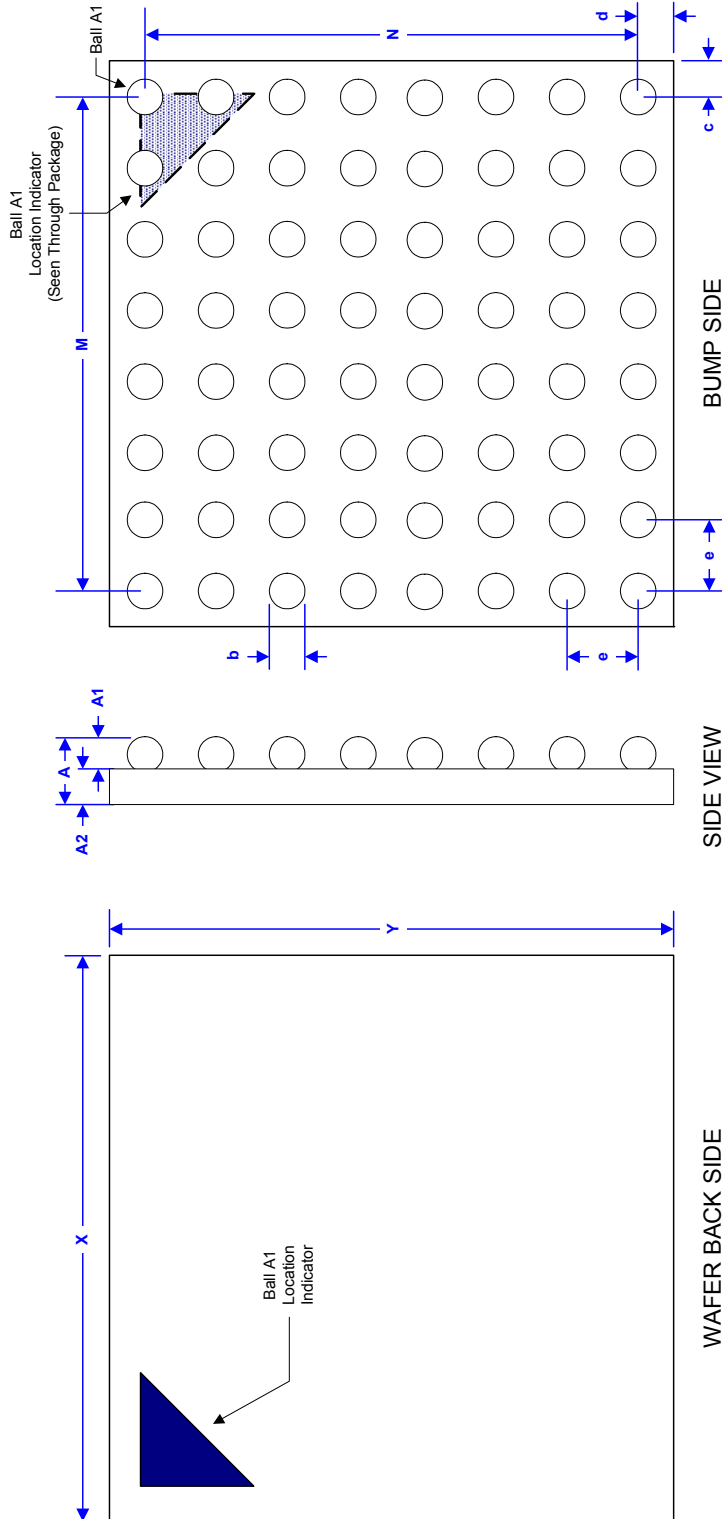 Ball A1
Location Indicator
(Seen Through Package)
Ball A1
M
N
d
c
b
e
e
BUMP SIDE
A1
A
A2
SIDE VIEW
X
Y
Ball A1
Location
Indicator
WAFER BACK SIDE